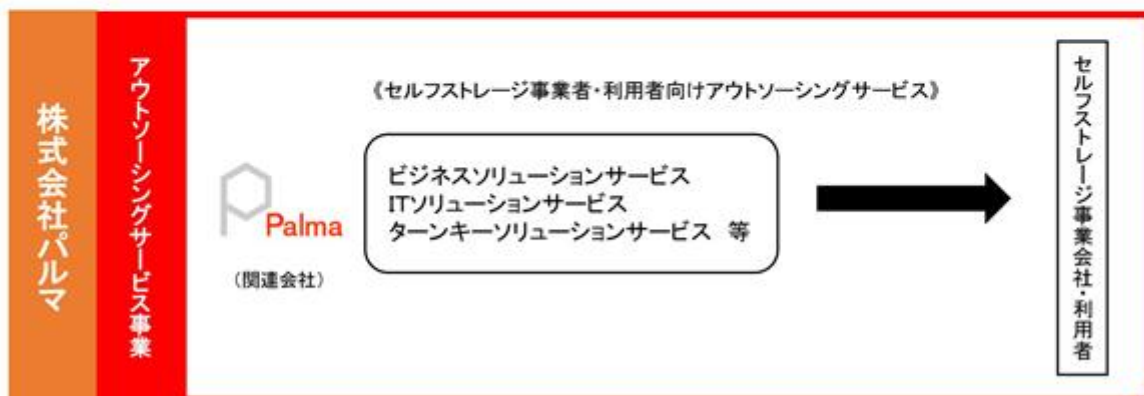 株式会社パルマ
アウトソーシングサービス事業
《セルフストレージ事業者・利用者向けアウトソーシングサービス》
Palma
(関連会社)
ビジネスソリューションサービス
ITソリューションサービス
ターンキーソリューションサービス 等
セルフストレージ事業会社・利用者